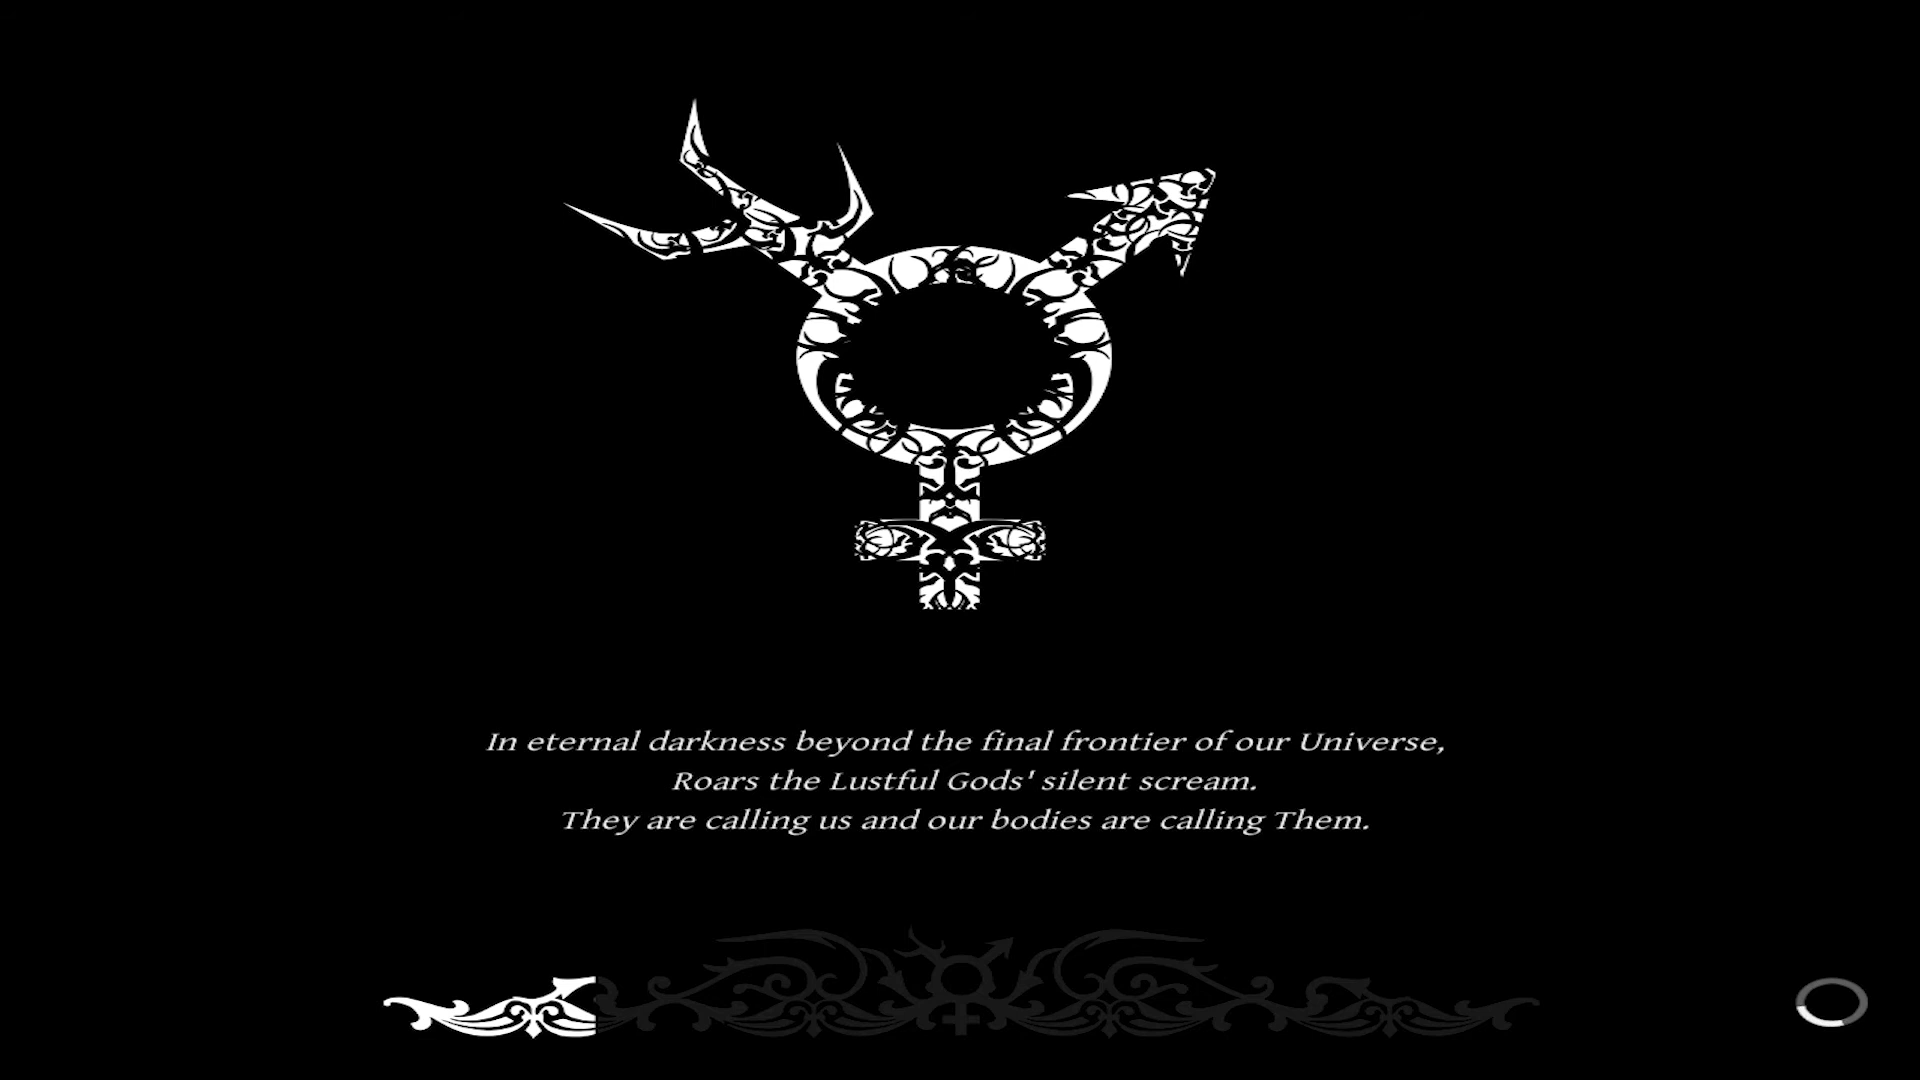 In eternal darkness beyond the final frontier of our Universe,
Roars the Lustful Gods' silent scream.
They are calling us and our bodies are calling Them.